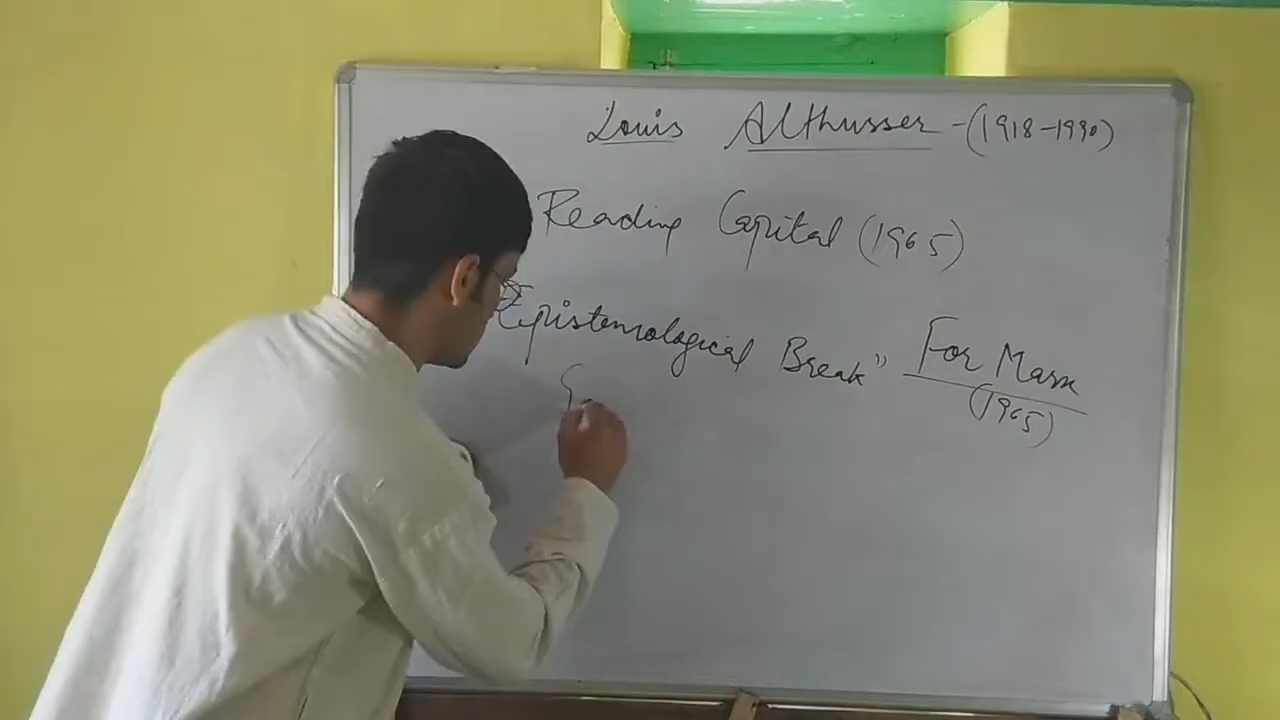 Louis Althusser - (1918-1990)
Reading Capital (1965)
Epistemological Break" For Marx
(1965)